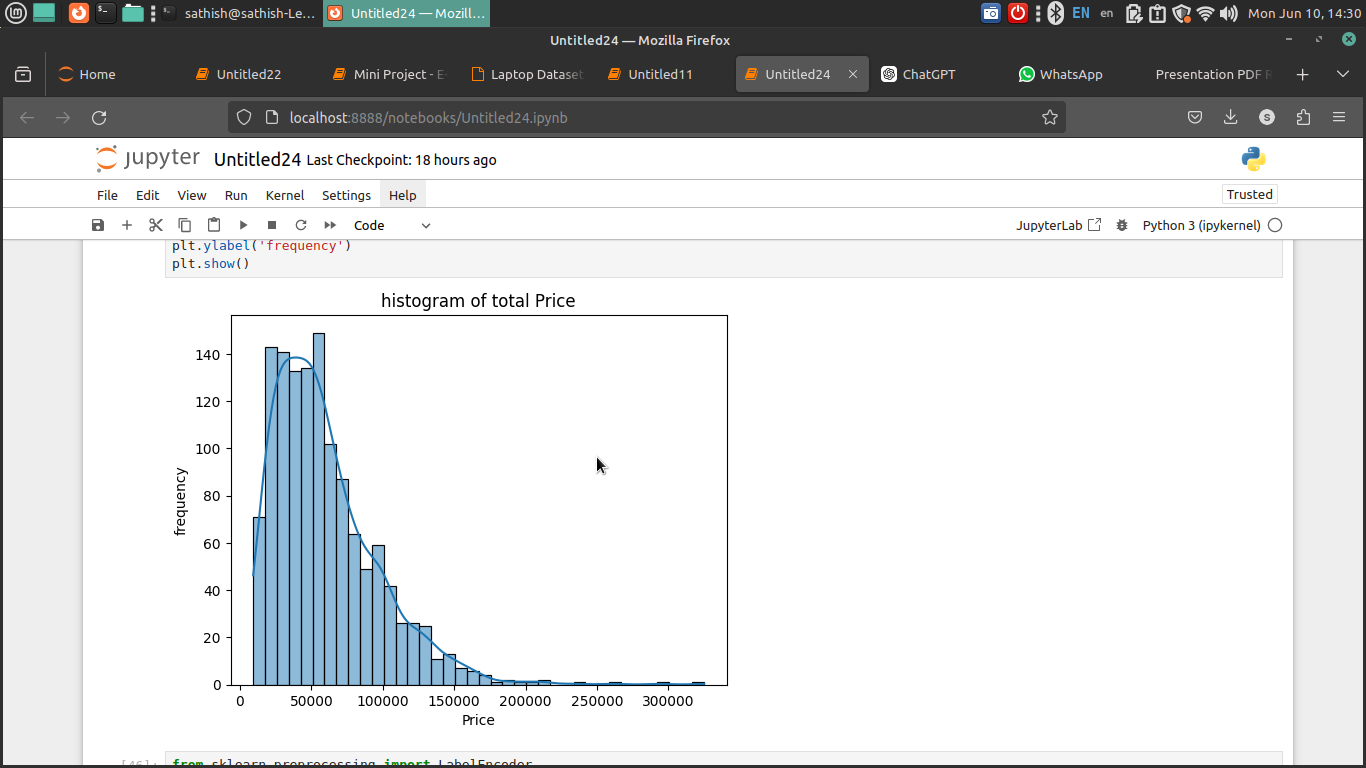 sathish@sathish-Le... Untitled24 — Mozill... EN en Mon Jun 10, 14:30
Untitled24 — Mozilla Firefox
Home Untitled22 Mini Project - E Laptop Dataset Untitled11 Untitled24 ChatGPT WhatsApp Presentation PDF
localhost:8888/notebooks/Untitled24.ipynb S
jupyter Untitled24 Last Checkpoint: 18 hours ago
File Edit View Run Kernel Settings Help Trusted
Code JupyterLab Python 3 (ipykernel)
plt.ylabel('frequency')
plt.show()
histogram of total Price
140
120
100
80
60
40
20
0
frequency
0 50000 100000 150000 200000 250000 300000
Price
[46]: from sklearn.preprocessing import LabelEncoder